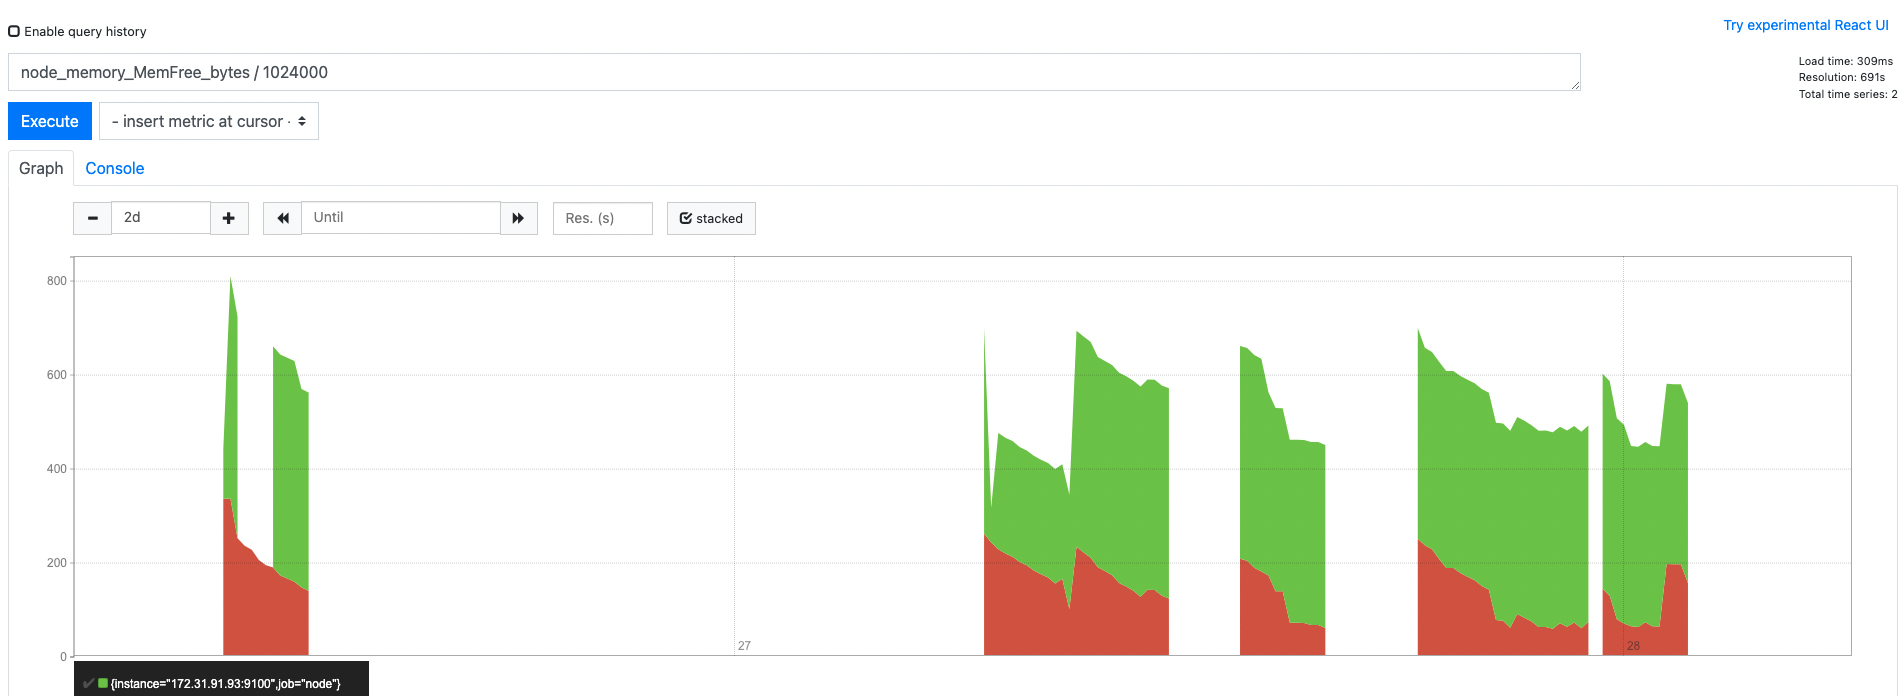 Enable query history
Try experimental React UI
node_memory_MemFree_bytes / 1024000
Load time: 309ms
Resolution: 691s
Total time series: 2
Execute
- insert metric at cursor -
Graph
Console
2d
Until
Res. (s)
stacked
800
600
400
200
0
27
28
{instance="172.31.91.93:9100",job="node"}